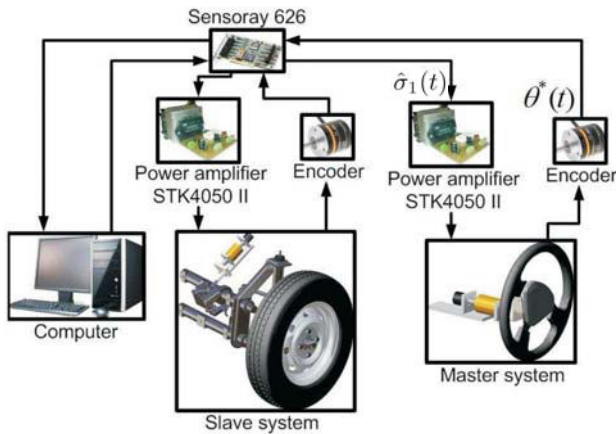 Sensoray 626
σ̂₁(t)
θ*(t)
Power amplifier
STK4050 II
Encoder
Power amplifier
STK4050 II
Encoder
Computer
Slave system
Master system